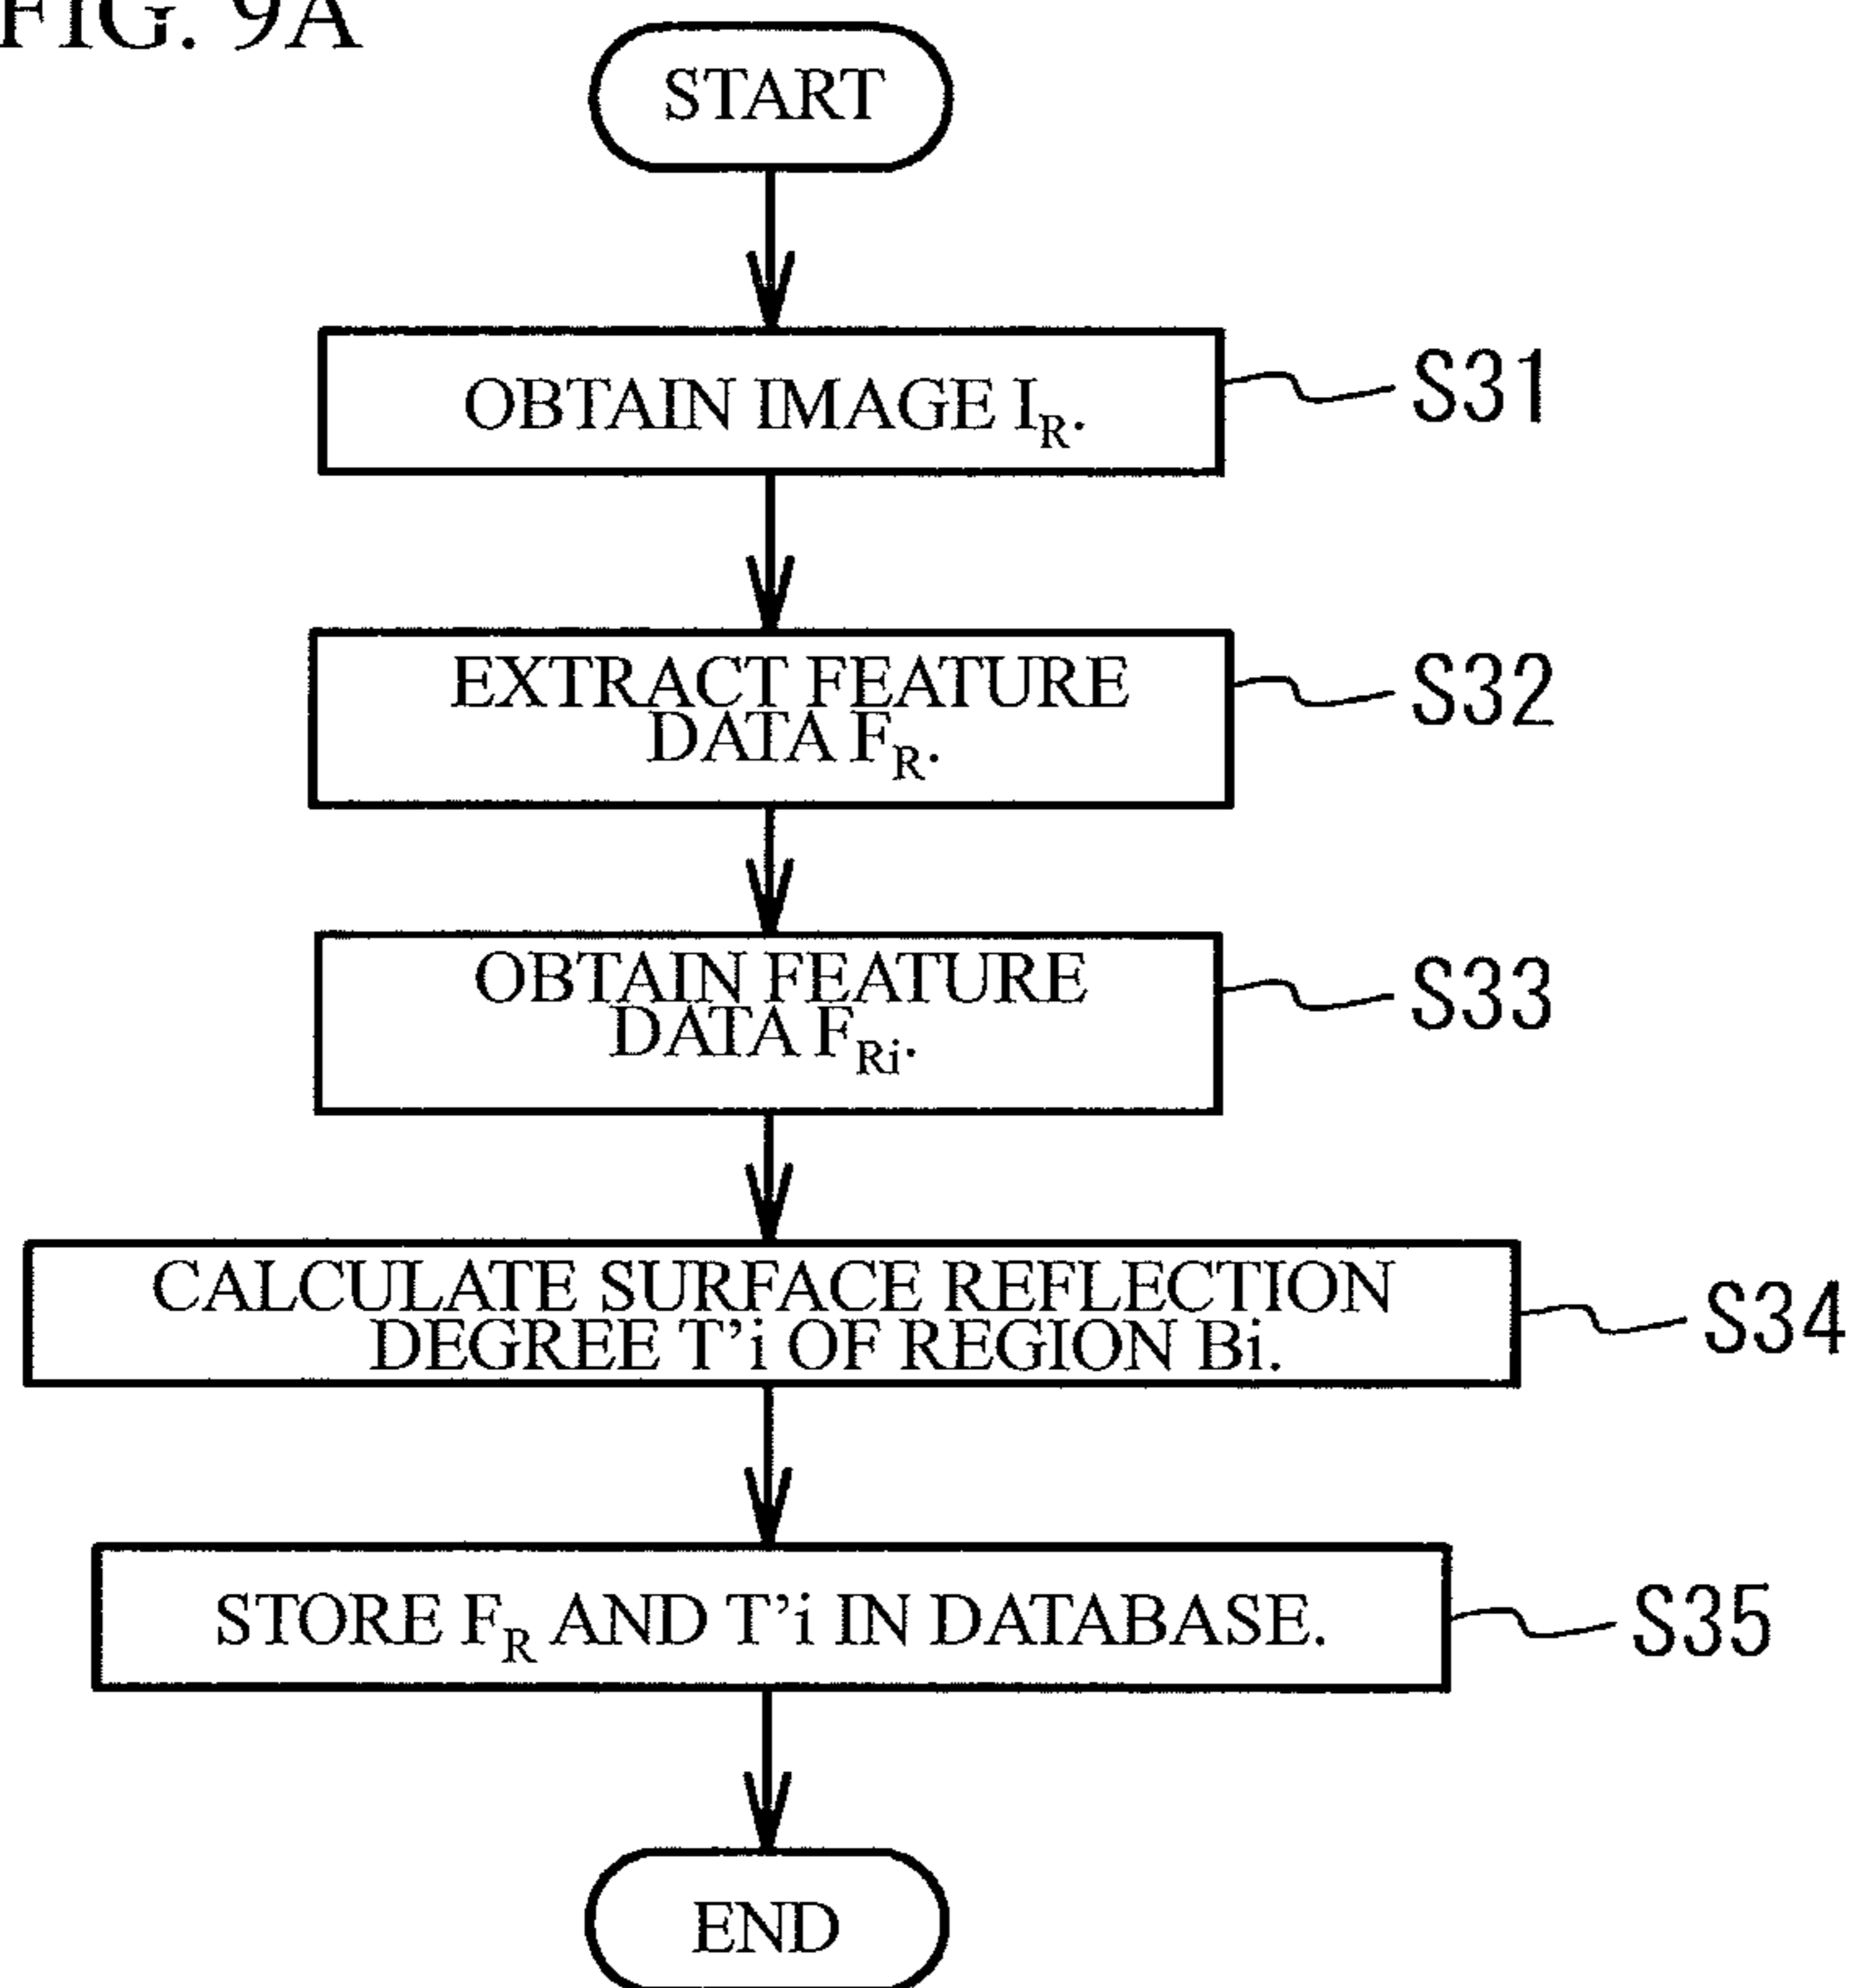 FIG. 9A
START
OBTAIN IMAGE I_R.
S31
EXTRACT FEATURE
DATA F_R.
S32
OBTAIN FEATURE
DATA F_Ri.
S33
CALCULATE SURFACE REFLECTION
DEGREE T’i OF REGION Bi.
S34
STORE F_R AND T’i IN DATABASE.
S35
END